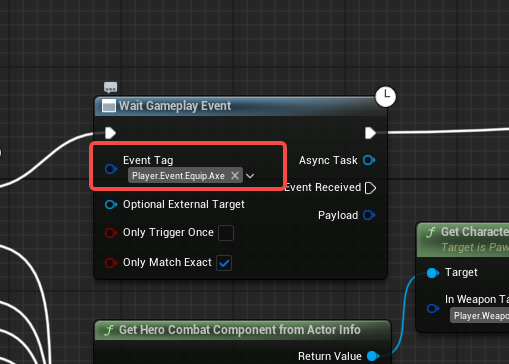 Wait Gameplay Event
Event Tag
Player.Event.Equip.Axe
Async Task
Event Received
Optional External Target
Payload
Only Trigger Once
Only Match Exact
Get Characte
Target is Paw
Target
In Weapon Ta
Player.Weapo
Get Hero Combat Component from Actor Info
Return Value